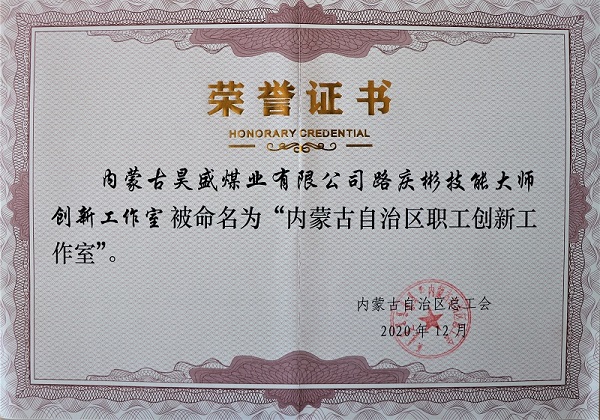 荣誉证书
HONORARY CREDENTIAL
内蒙古昊盛煤业有限公司路庆彬技能大师
创新工作室被命名为“内蒙古自治区职工创新工
作室”。
内蒙古自治区总工会
2020年12月